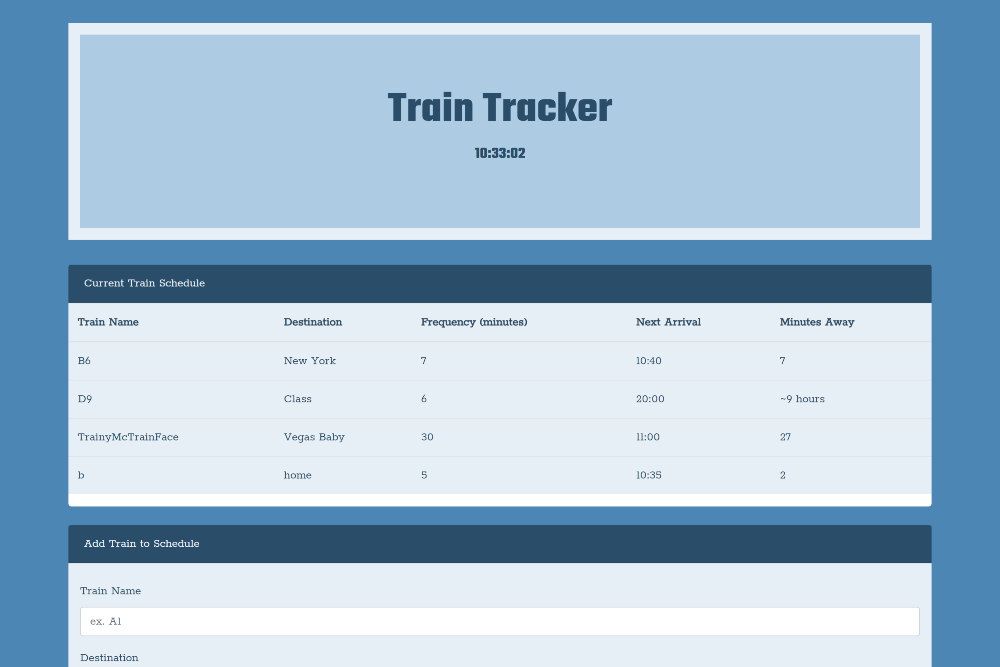 Train Tracker
10:33:02
Current Train Schedule
Train Name Destination Frequency (minutes) Next Arrival Minutes Away
B6 New York 7 10:40 7
D9 Class 6 20:00 ~9 hours
TrainyMcTrainFace Vegas Baby 30 11:00 27
b home 5 10:35 2
Add Train to Schedule
Train Name
ex. A1
Destination